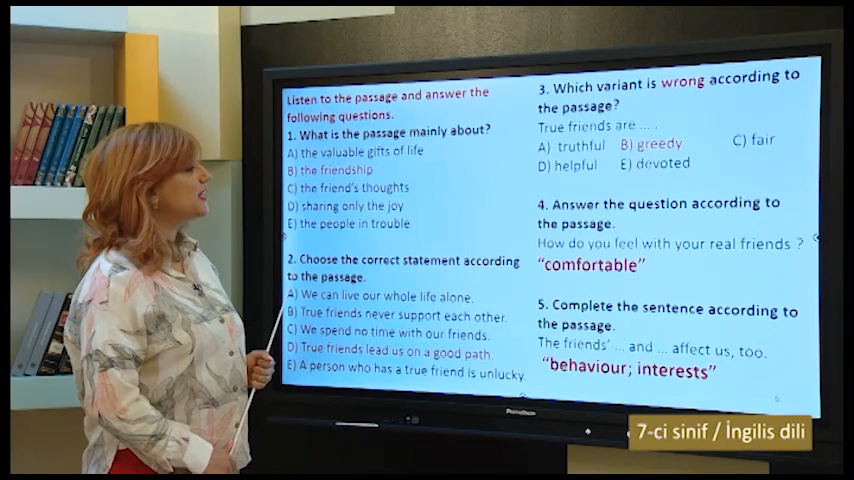 Listen to the passage and answer the
following questions.
1. What is the passage mainly about?
A) the valuable gifts of life
B) the friendship
C) the friend's thoughts
D) sharing only the joy
E) the people in trouble
2. Choose the correct statement according
to the passage.
A) We can live our whole life alone.
B) True friends never support each other.
C) We spend no time with our friends.
D) True friends lead us on a good path.
E) A person who has a true friend is unlucky.
3. Which variant is wrong according to
the passage?
True friends are ... .
A) truthful B) greedy C) fair
D) helpful E) devoted
4. Answer the question according to
the passage.
How do you feel with your real friends ?
"comfortable"
5. Complete the sentence according to
the passage.
The friends' ... and ... affect us, too.
"behaviour; interests"
Promethean
7-ci sinif / İngilis dili